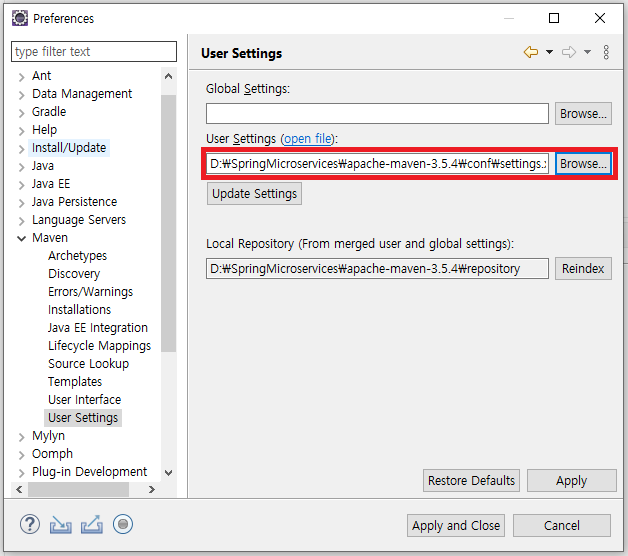 Preferences
type filter text
Ant
Data Management
Gradle
Help
Install/Update
Java
Java EE
Java Persistence
Language Servers
Maven
Archetypes
Discovery
Errors/Warnings
Installations
Java EE Integration
Lifecycle Mappings
Source Lookup
Templates
User Interface
User Settings
Mylyn
Oomph
Plug-in Development
User Settings
Global Settings:
Browse...
User Settings (open file):
D:₩SpringMicroservices₩apache-maven-3.5.4₩conf₩settings.x
Browse...
Update Settings
Local Repository (From merged user and global settings):
D:₩SpringMicroservices₩apache-maven-3.5.4₩repository
Reindex
Restore Defaults
Apply
?
Apply and Close
Cancel